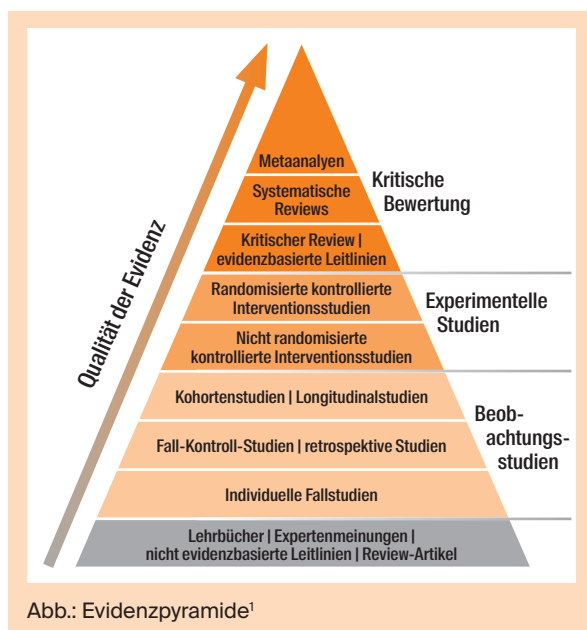 Qualität der Evidenz
Metaanalysen
Systematische
Reviews
Kritischer Review |
evidenzbasierte Leitlinien
Kritische
Bewertung
Randomisierte kontrollierte
Interventionsstudien
Nicht randomisierte
kontrollierte Interventionsstudien
Experimentelle
Studien
Kohortenstudien | Longitudinalstudien
Fall-Kontroll-Studien | retrospektive Studien
Individuelle Fallstudien
Beob-
achtungs-
studien
Lehrbücher | Expertenmeinungen |
nicht evidenzbasierte Leitlinien | Review-Artikel
Abb.: Evidenzpyramide¹